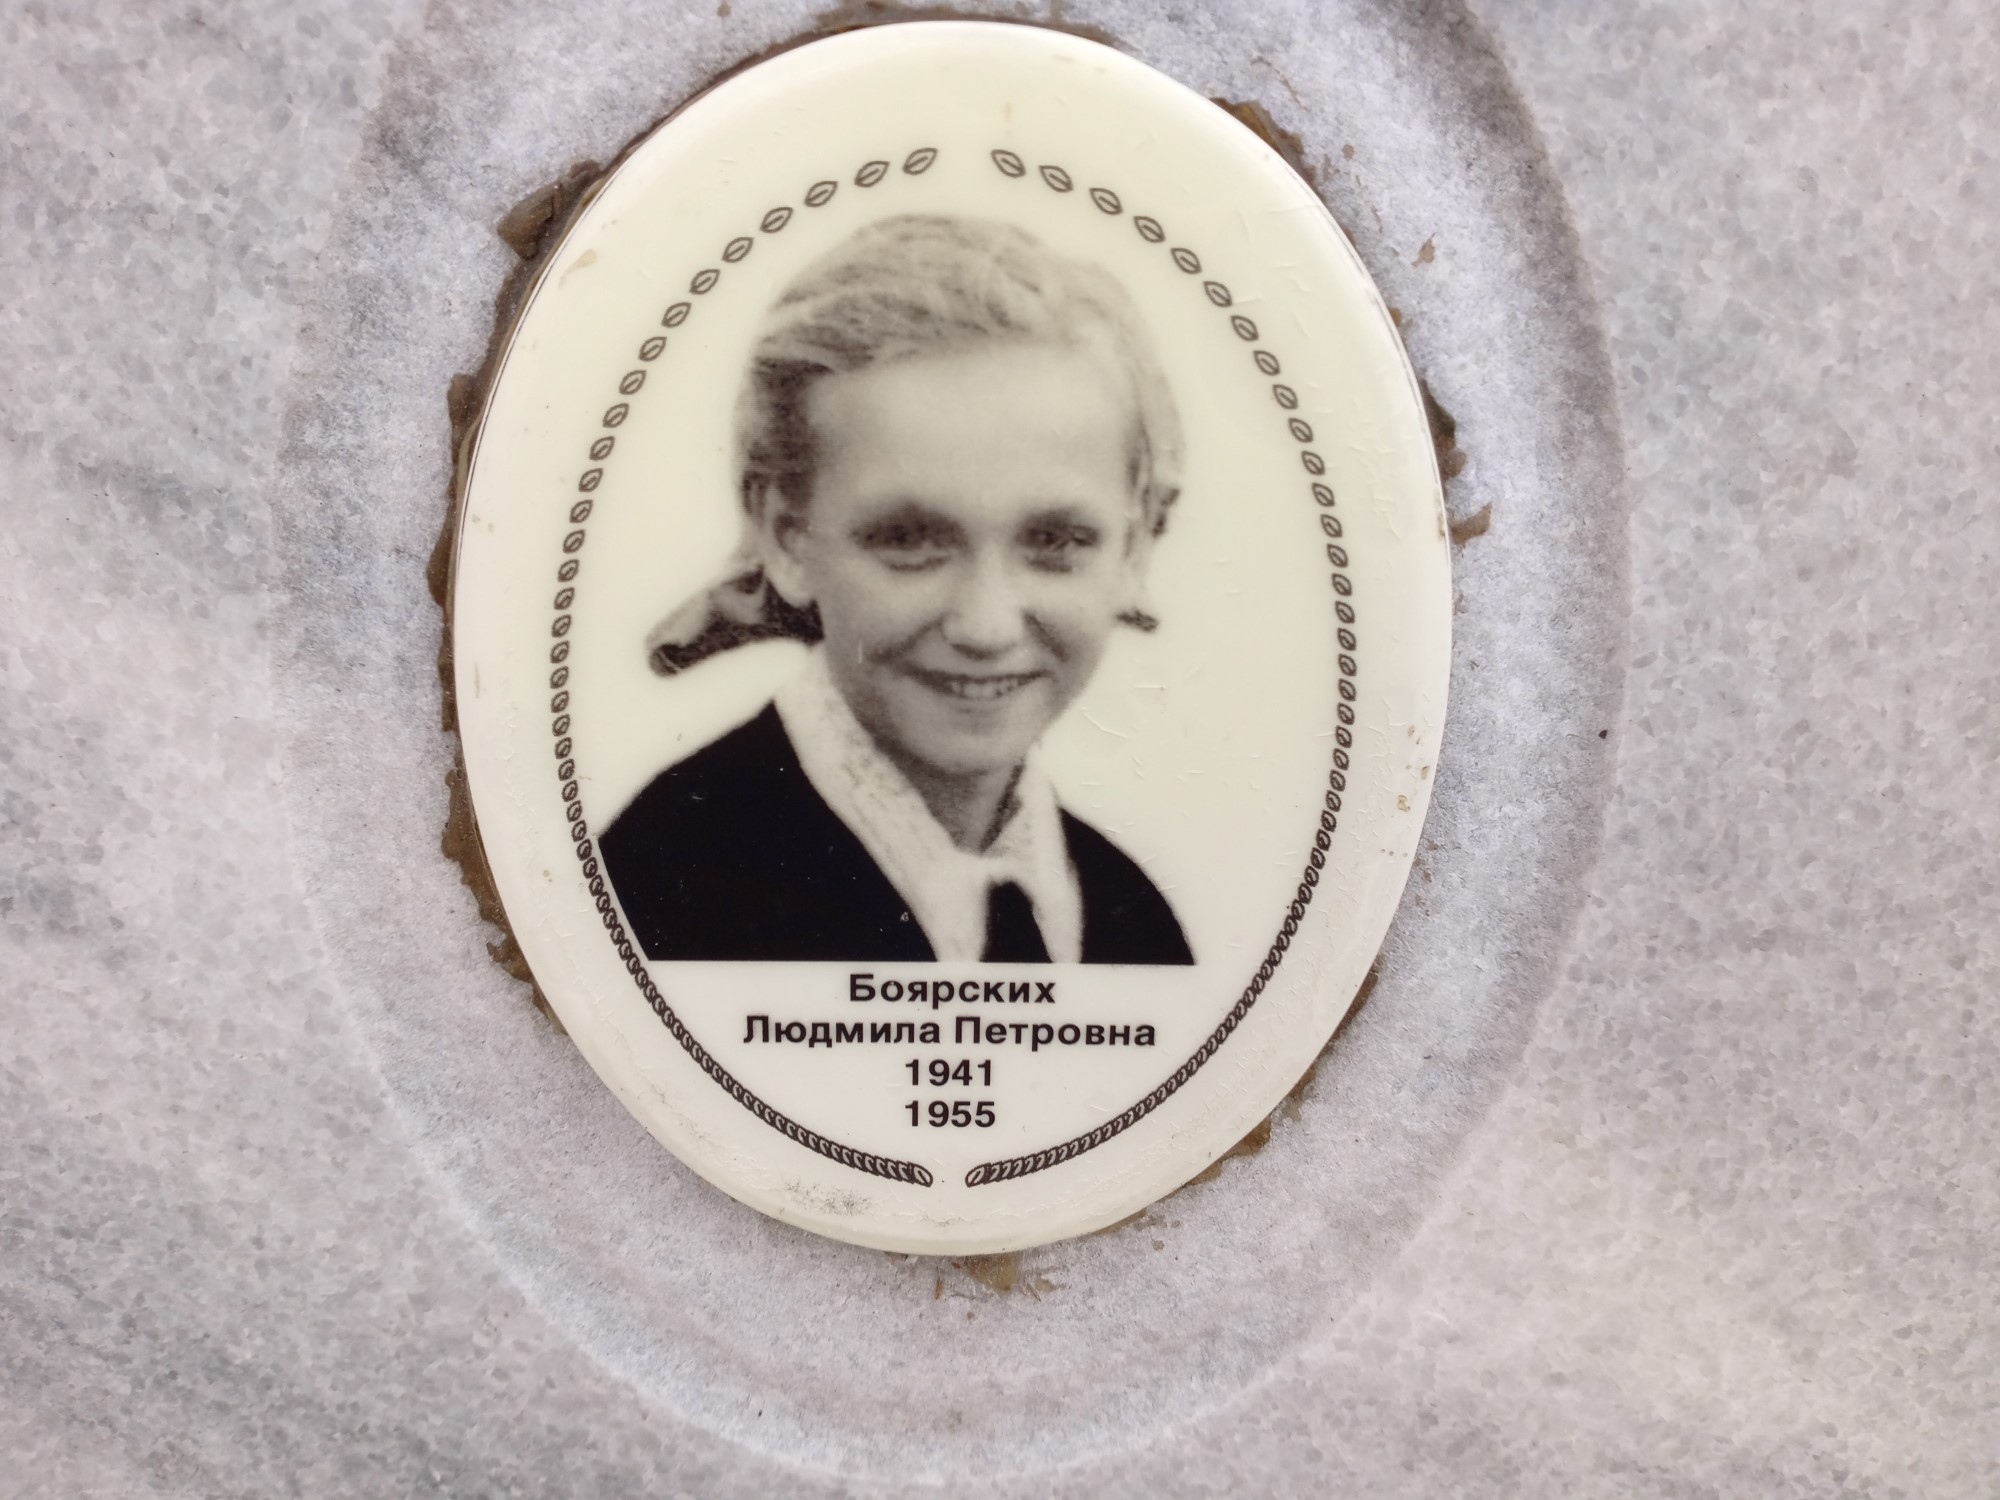 Боярских
Людмила Петровна
1941
1955